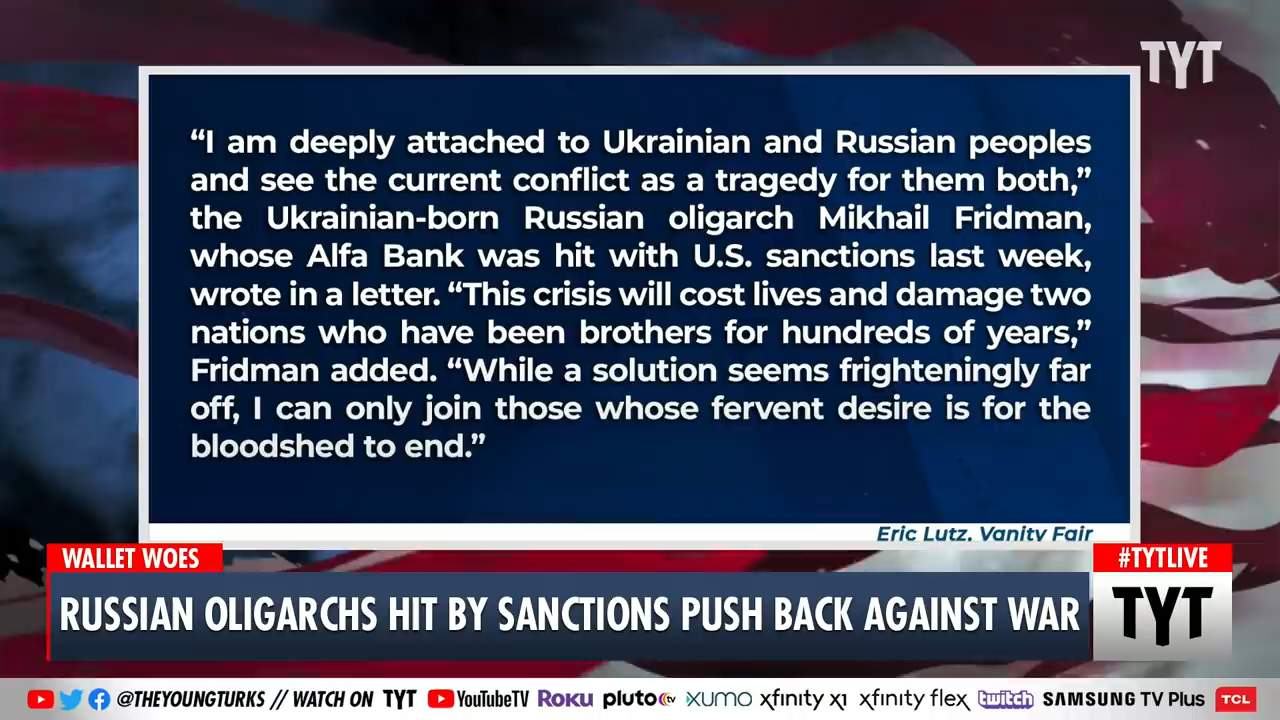 TYT
“I am deeply attached to Ukrainian and Russian peoples
and see the current conflict as a tragedy for them both,”
the Ukrainian-born Russian oligarch Mikhail Fridman,
whose Alfa Bank was hit with U.S. sanctions last week,
wrote in a letter. “This crisis will cost lives and damage two
nations who have been brothers for hundreds of years,”
Fridman added. “While a solution seems frighteningly far
off, I can only join those whose fervent desire is for the
bloodshed to end.”
Eric Lutz, Vanity Fair
WALLET WOES
#TYTLIVE
RUSSIAN OLIGARCHS HIT BY SANCTIONS PUSH BACK AGAINST WAR
TYT
@THEYOUNGTURKS // WATCH ON TYT YouTubeTV ROKU pluto tv xumo xfinity x1 xfinity flex twitch SAMSUNG TV Plus TCL